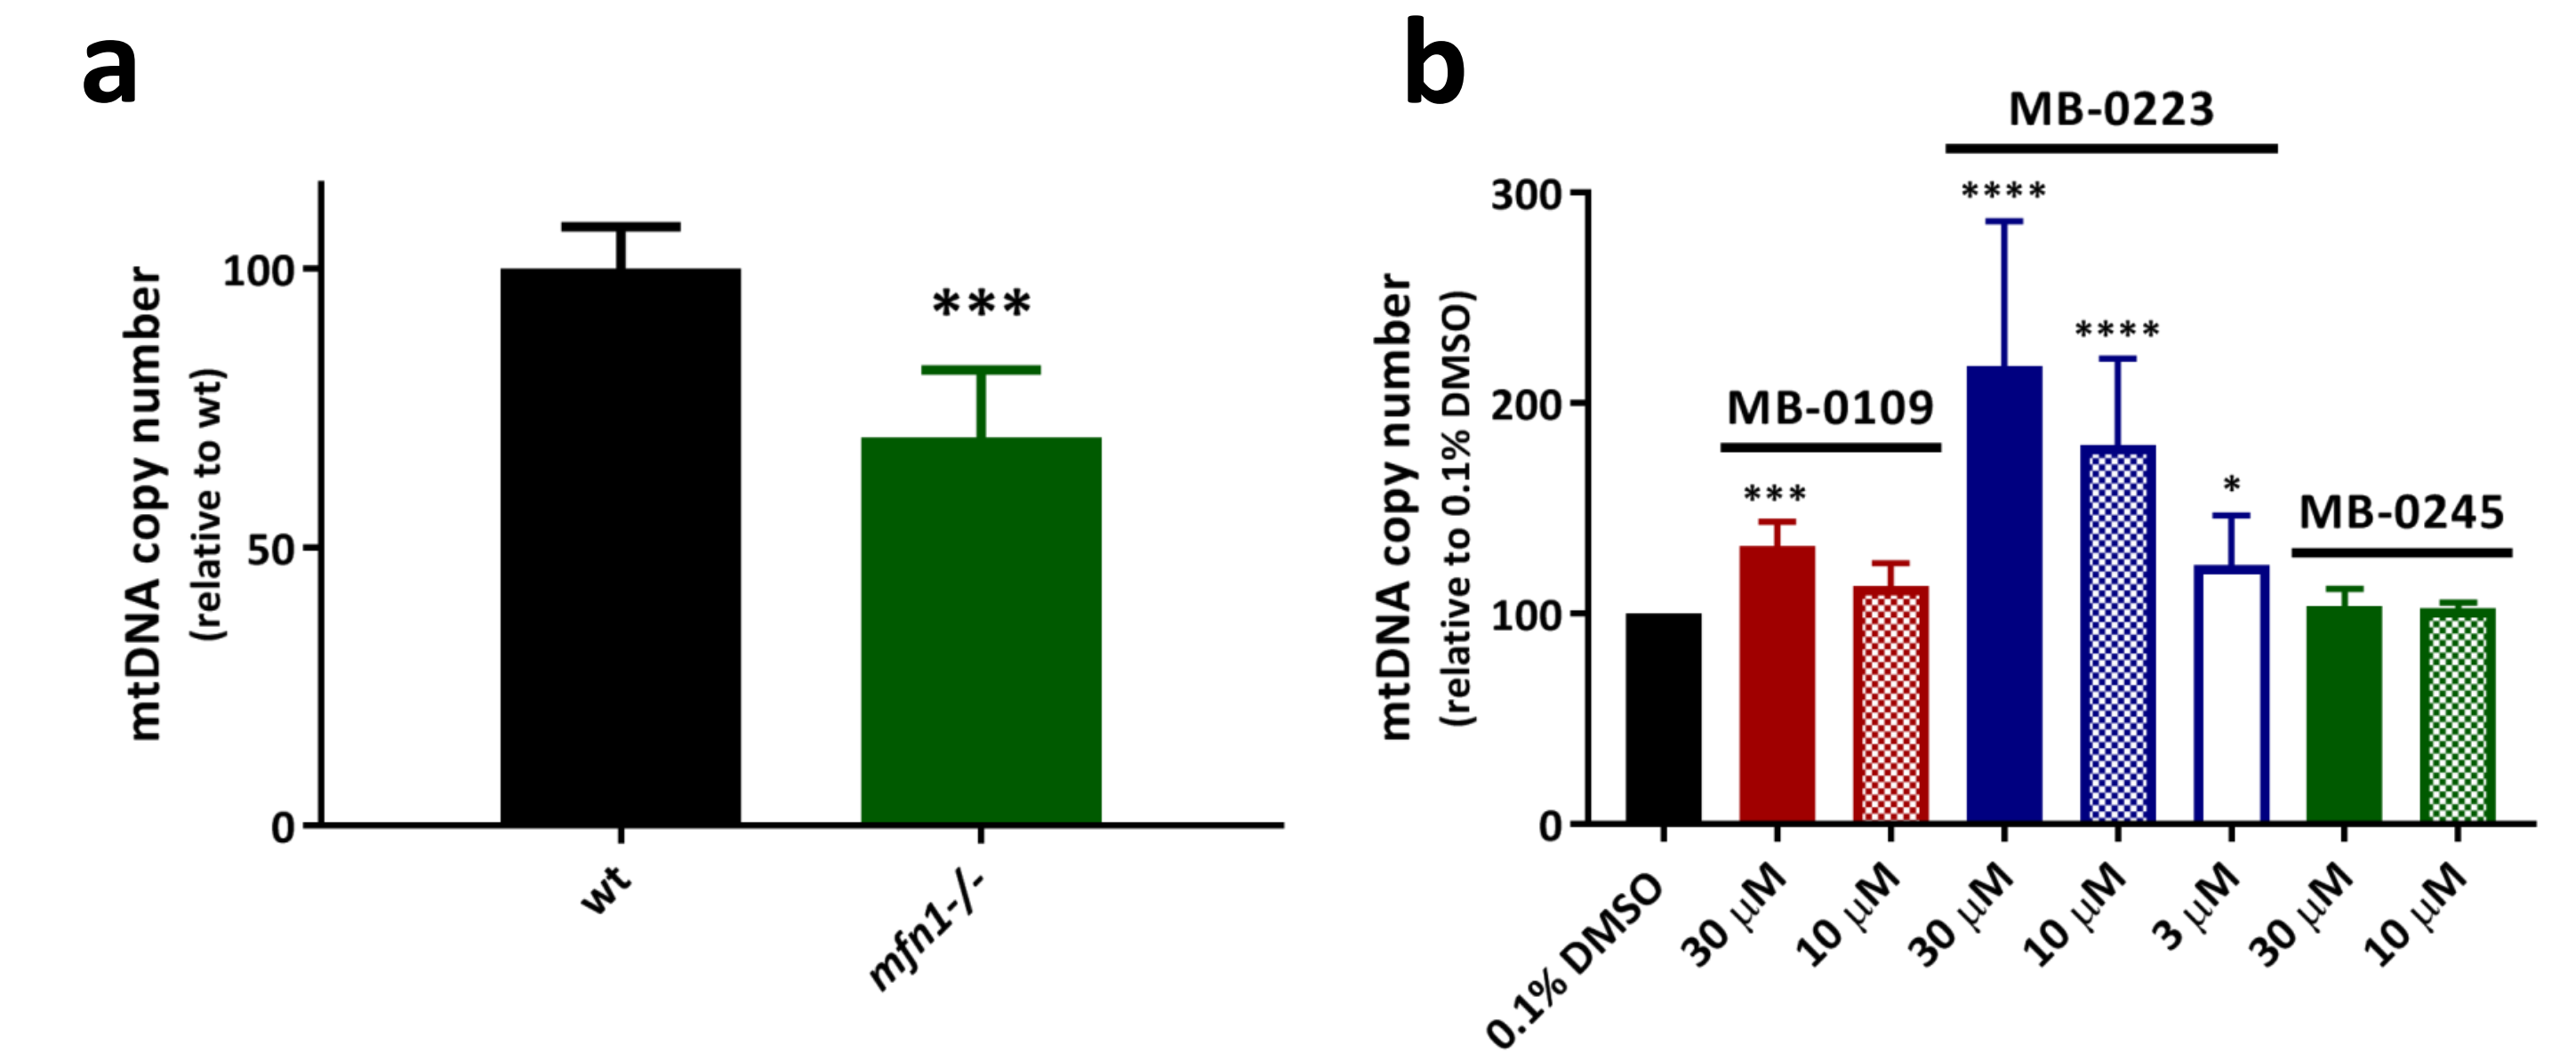 a
mtDNA copy number
(relative to wt)
100
50
0
***
wt
mfn1-/-
b
mtDNA copy number
(relative to 0.1% DMSO)
300
200
100
0
MB-0109
***
MB-0223
****
****
*
MB-0245
0.1% DMSO
30 µM
10 µM
30 µM
10 µM
3 µM
30 µM
10 µM